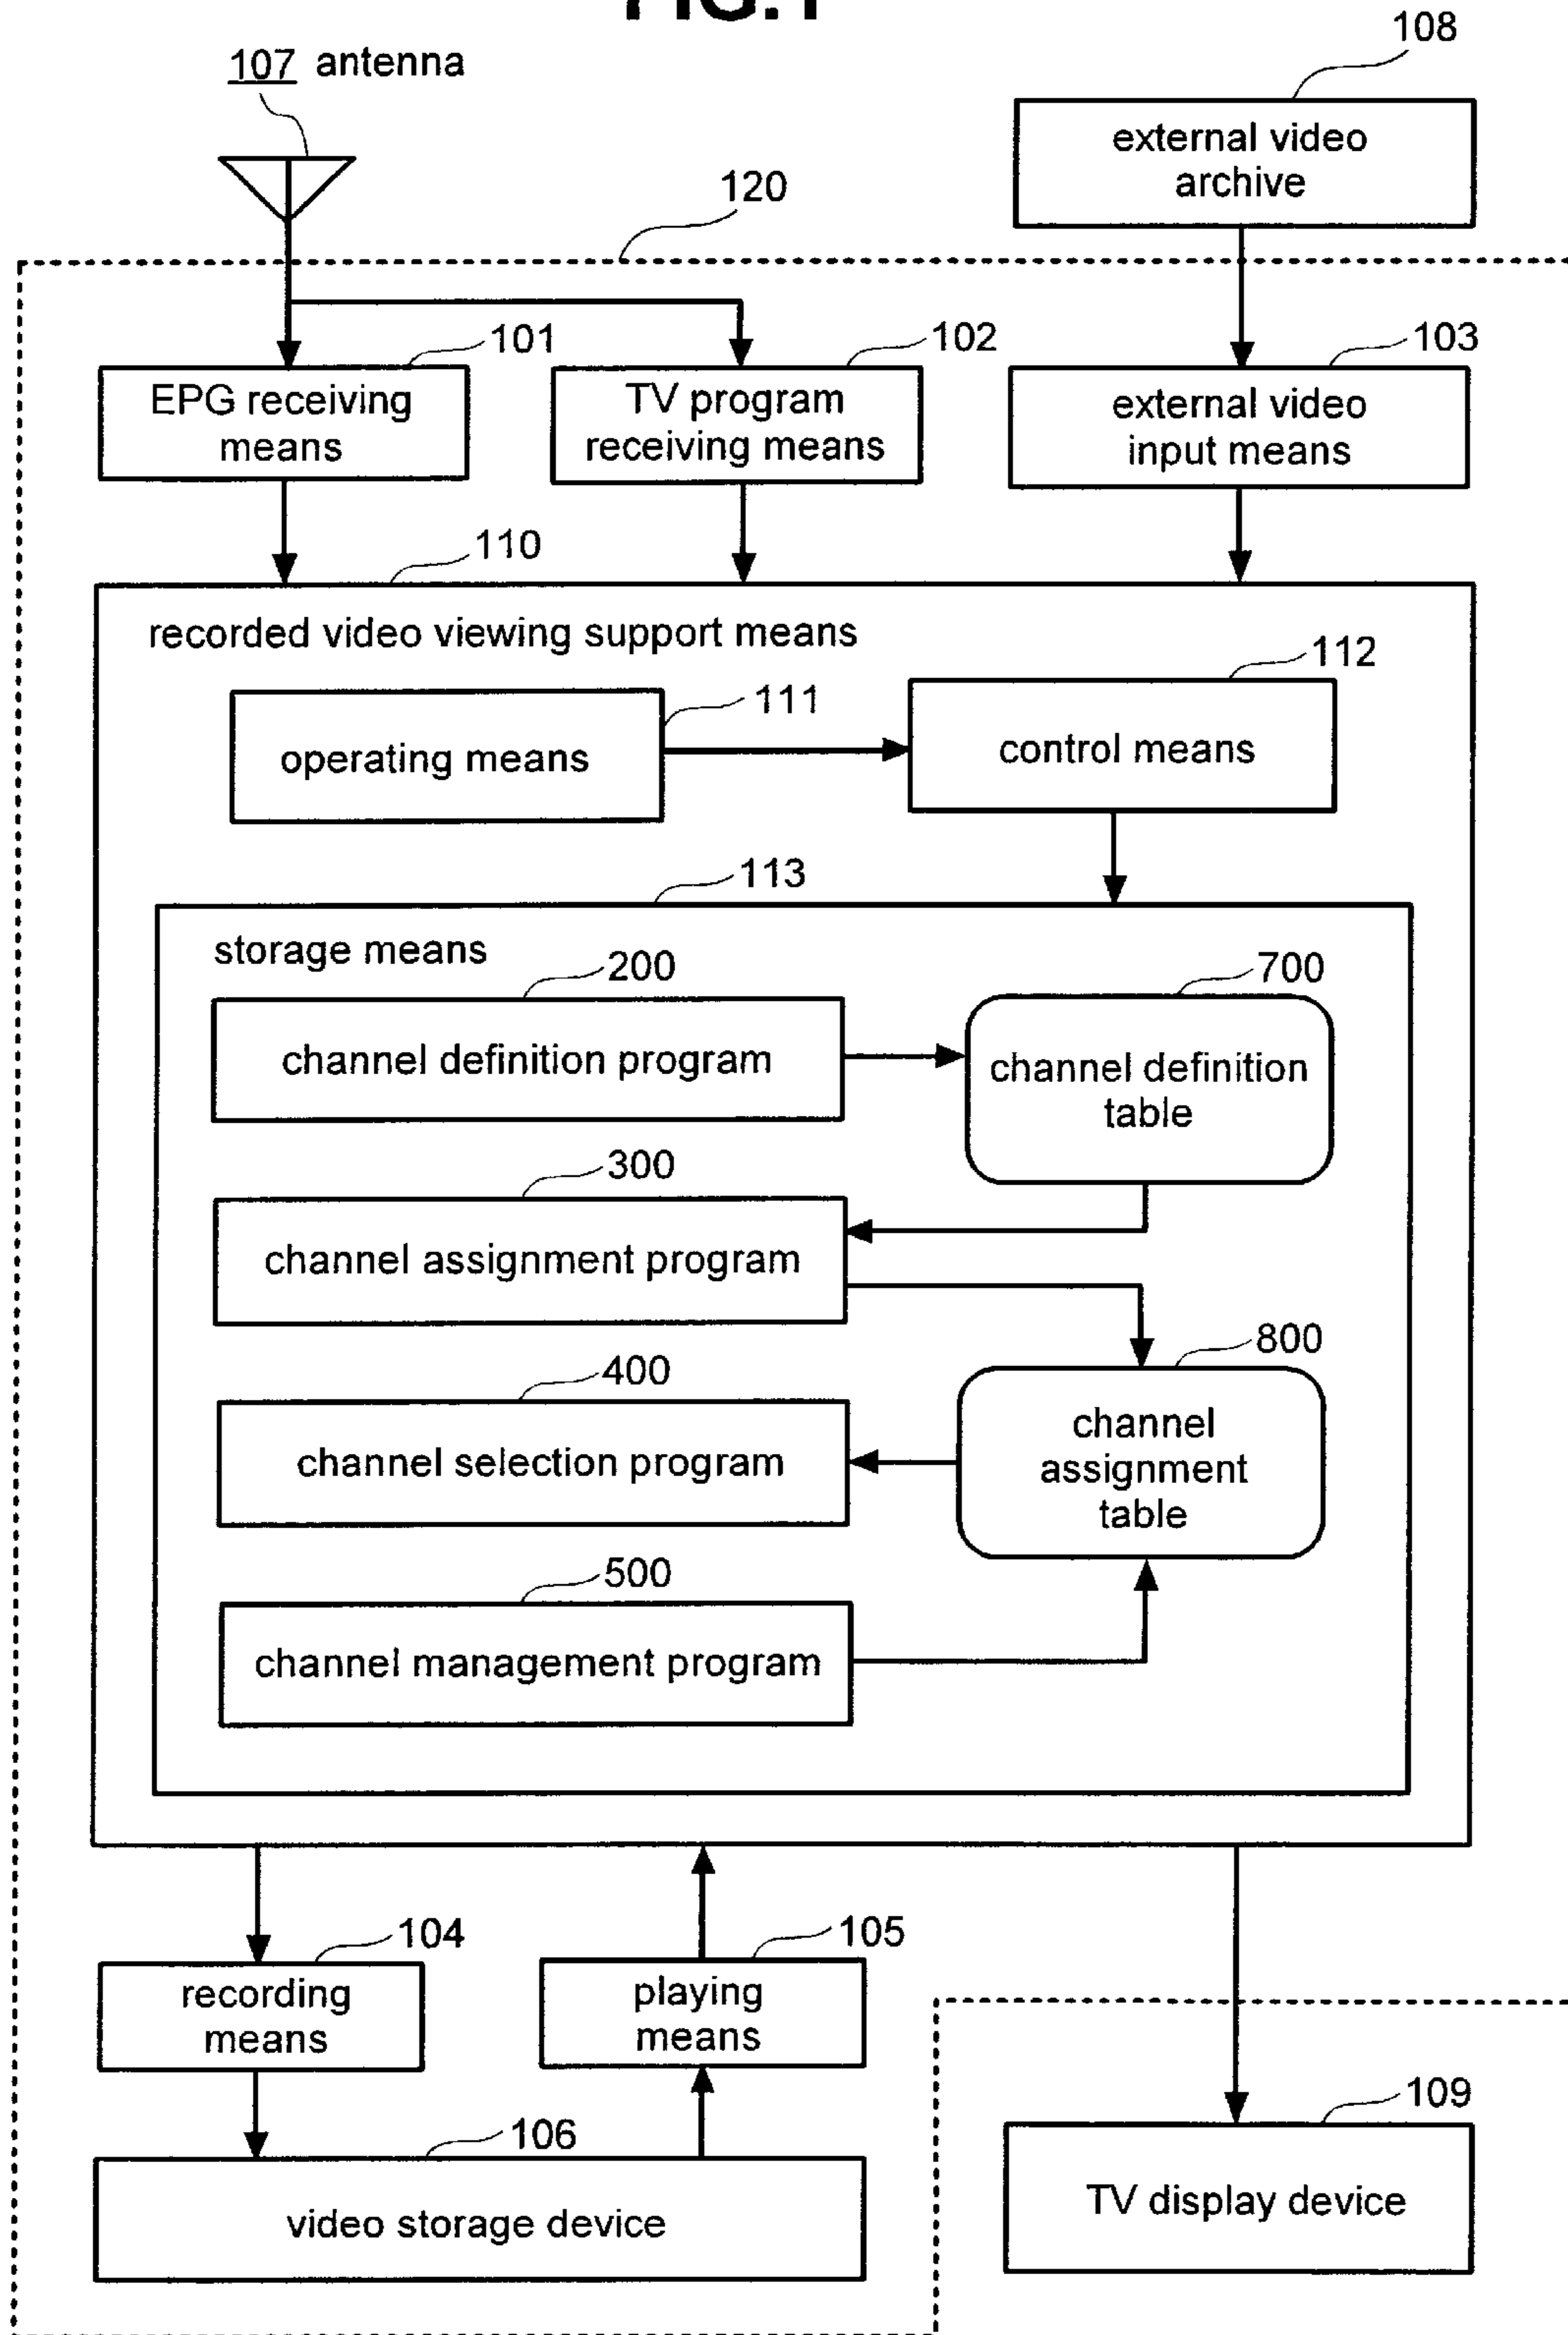 FIG.1
108
107 antenna
external video
archive
120
101
102
103
EPG receiving
means
TV program
receiving means
external video
input means
110
recorded video viewing support means
112
111
operating means
control means
113
storage means
200
700
channel definition program
channel definition
table
300
channel assignment program
800
400
channel selection program
channel
assignment
table
500
channel management program
104
105
recording
means
playing
means
109
106
video storage device
TV display device